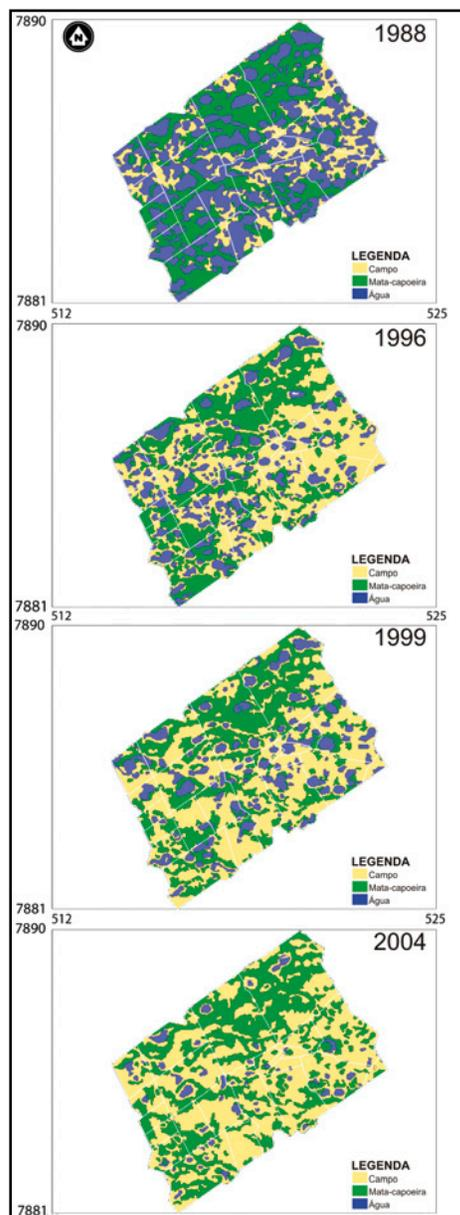 7890
N
1988
LEGENDA
Campo
Mata-capoeira
Água
7881
512
525
7890
1996
LEGENDA
Campo
Mata-capoeira
Água
7881
512
525
7890
1999
LEGENDA
Campo
Mata-capoeira
Água
7881
512
525
7890
2004
LEGENDA
Campo
Mata-capoeira
Água
7881